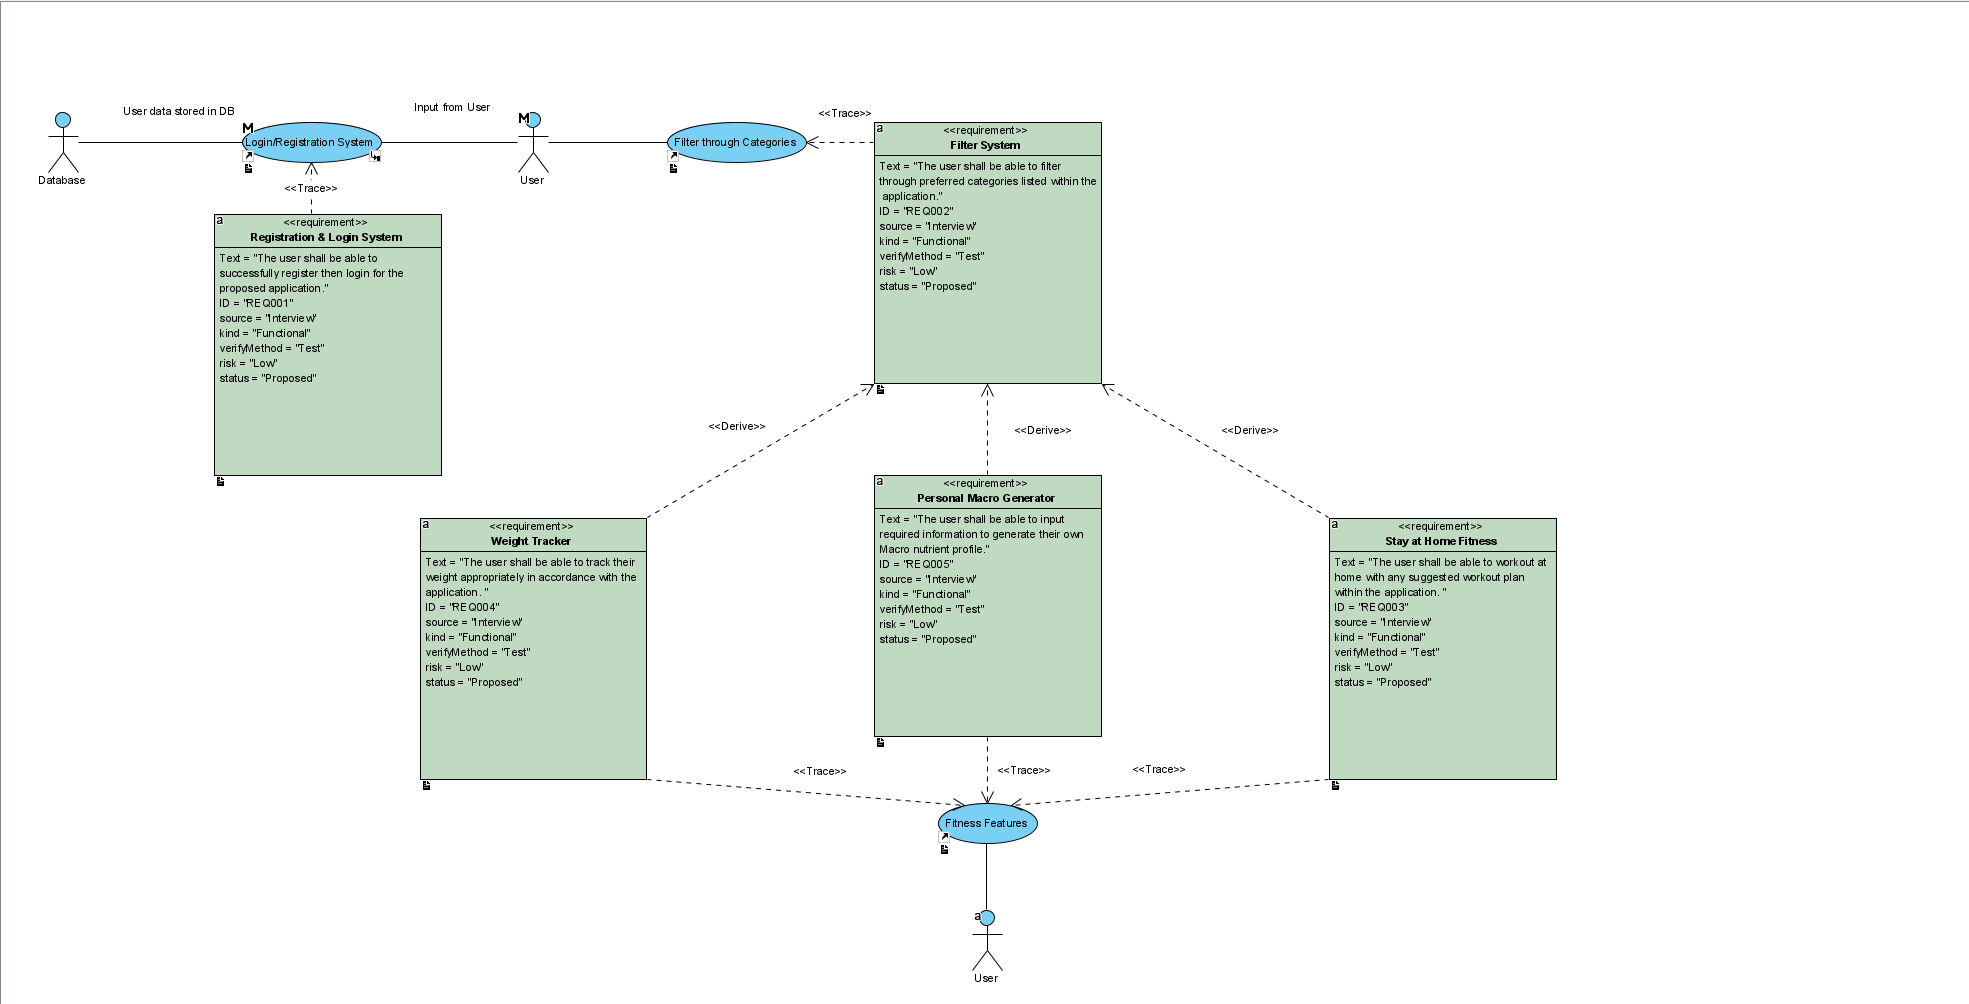 User data stored in DB
Input from User
<<Trace>>
M
Login/Registration System
M
Filter through Categories
Database
User
<<Trace>>
a
<<requirement>>
Filter System
Text = "The user shall be able to filter
through preferred categories listed within the
application."
ID = "REQ002"
source = "Interview"
kind = "Functional"
verifyMethod = "Test"
risk = "Low"
status = "Proposed"
a
<<requirement>>
Registration & Login System
Text = "The user shall be able to
successfully register then login for the
proposed application."
ID = "REQ001"
source = "Interview"
kind = "Functional"
verifyMethod = "Test"
risk = "Low"
status = "Proposed"
<<Derive>>
<<Derive>>
<<Derive>>
a
<<requirement>>
Weight Tracker
Text = "The user shall be able to track their
weight appropriately in accordance with the
application. "
ID = "REQ004"
source = "Interview"
kind = "Functional"
verifyMethod = "Test"
risk = "Low"
status = "Proposed"
a
<<requirement>>
Personal Macro Generator
Text = "The user shall be able to input
required information to generate their own
Macro nutrient profile."
ID = "REQ005"
source = "Interview"
kind = "Functional"
verifyMethod = "Test"
risk = "Low"
status = "Proposed"
a
<<requirement>>
Stay at Home Fitness
Text = "The user shall be able to workout at
home with any suggested workout plan
within the application. "
ID = "REQ003"
source = "Interview"
kind = "Functional"
verifyMethod = "Test"
risk = "Low"
status = "Proposed"
<<Trace>>
<<Trace>>
<<Trace>>
Fitness Features
a
User